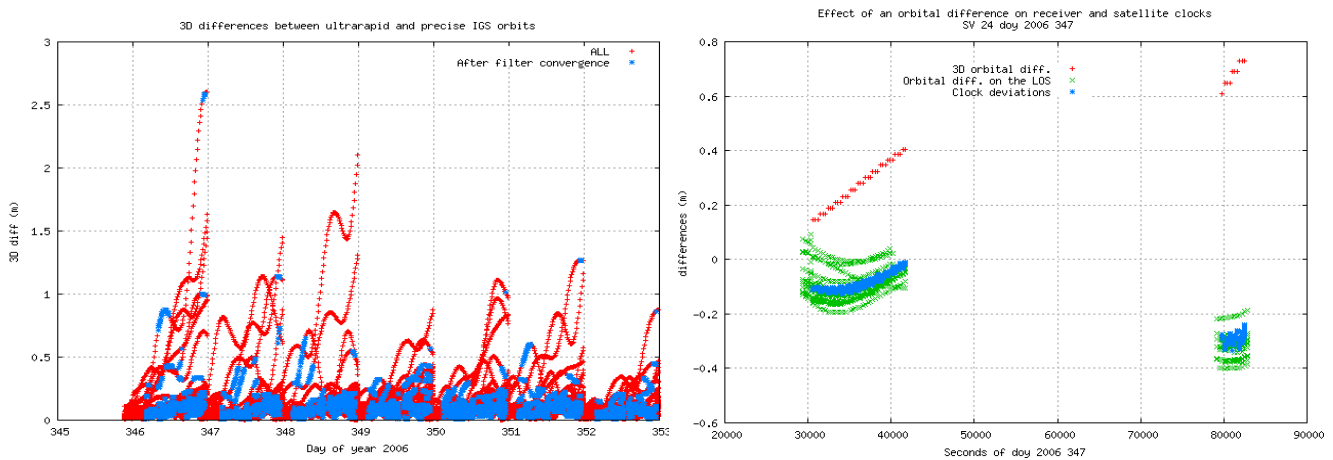 3D differences between ultrarapid and precise IGS orbits
ALL
After filter convergence
3
2.5
2
1.5
1
0.5
0
3D diff (m)
345
346
347
348
349
350
351
352
353
Day of year 2006
Effect of an orbital difference on receiver and satellite clocks
SV 24 doy 2006 347
3D orbital diff.
Orbital diff. on the LOS
Clock deviations
0.8
0.6
0.4
0.2
0
-0.2
-0.4
-0.6
differences (m)
20000
30000
40000
50000
60000
70000
80000
90000
Seconds of doy 2006 347